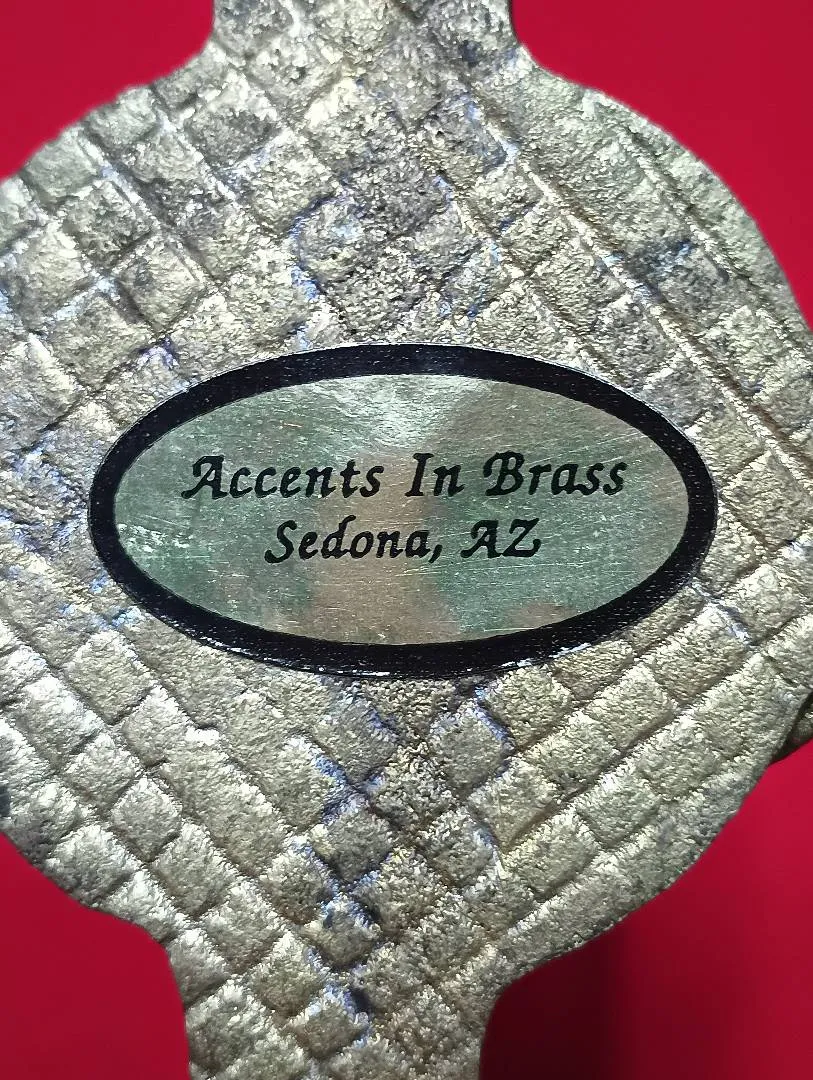 Accents In Brass
Sedona, AZ